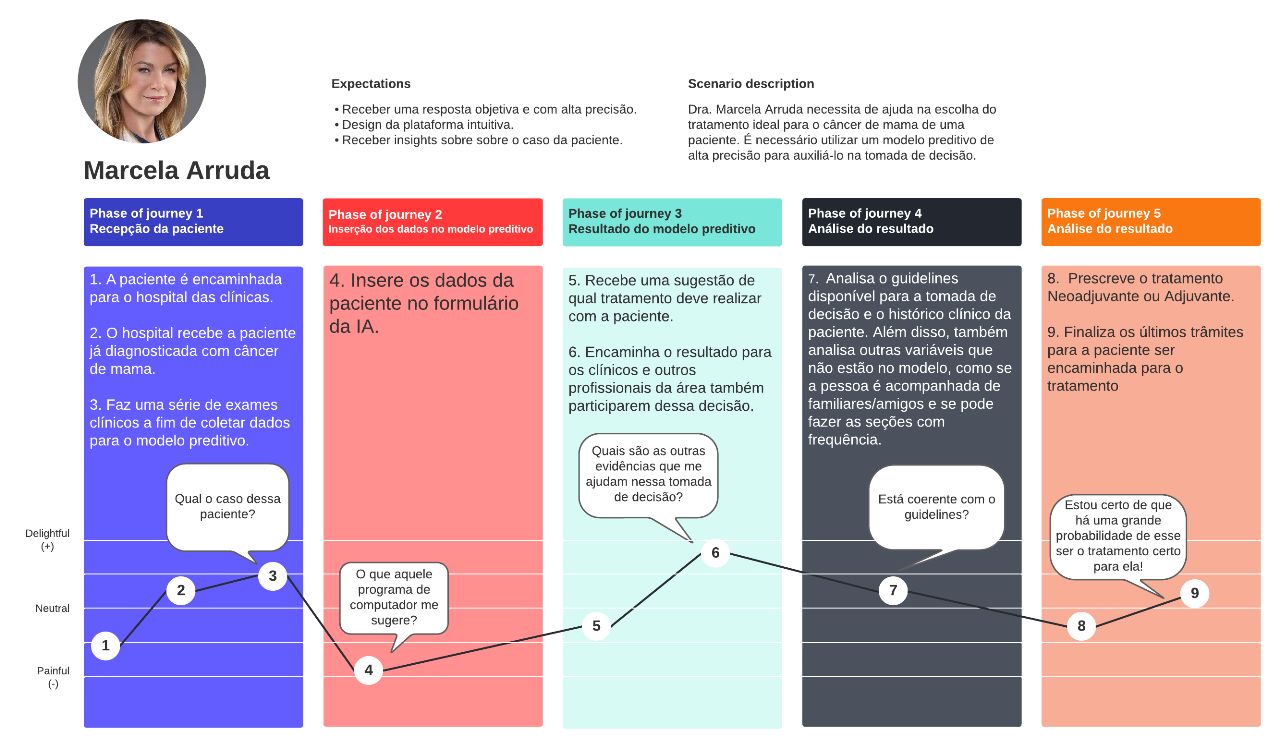 Expectations
• Receber uma resposta objetiva e com alta precisão.
• Design da plataforma intuitiva.
• Receber insights sobre sobre o caso da paciente.
Scenario description
Dra. Marcela Arruda necessita de ajuda na escolha do
tratamento ideal para o câncer de mama de uma
paciente. É necessário utilizar um modelo preditivo de
alta precisão para auxiliá-lo na tomada de decisão.
Marcela Arruda
Phase of journey 1
Recepção da paciente
1. A paciente é encaminhada
para o hospital das clínicas.
2. O hospital recebe a paciente
já diagnosticada com câncer
de mama.
3. Faz uma série de exames
clínicos a fim de coletar dados
para o modelo preditivo.
Qual o caso dessa
paciente?
Phase of journey 2
Inserção dos dados no modelo preditivo
4. Insere os dados da
paciente no formulário
da IA.
O que aquele
programa de
computador me
sugere?
Phase of journey 3
Resultado do modelo preditivo
5. Recebe uma sugestão de
qual tratamento deve realizar
com a paciente.
6. Encaminha o resultado para
os clínicos e outros
profissionais da área também
participarem dessa decisão.
Quais são as outras
evidências que me
ajudam nessa tomada
de decisão?
Phase of journey 4
Análise do resultado
7. Analisa o guidelines
disponível para a tomada de
decisão e o histórico clínico da
paciente. Além disso, também
analisa outras variáveis que
não estão no modelo, como se
a pessoa é acompanhada de
familiares/amigos e se pode
fazer as seções com
frequência.
Está coerente com o
guidelines?
Phase of journey 5
Análise do resultado
8. Prescreve o tratamento
Neoadjuvante ou Adjuvante.
9. Finaliza os últimos trâmites
para a paciente ser
encaminhada para o
tratamento
Estou certo de que
há uma grande
probabilidade de esse
ser o tratamento certo
para ela!
Delightful
(+)
Neutral
Painful
(-)
1
2
3
4
5
6
7
8
9